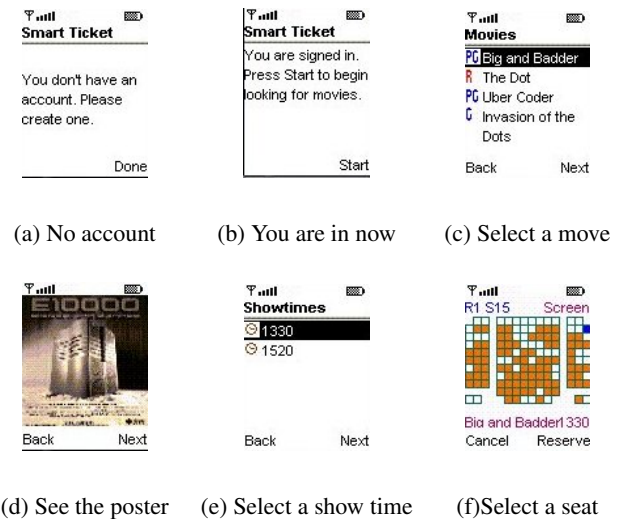 Smart Ticket
You don't have an
account. Please
create one.
Done
(a) No account
Smart Ticket
You are signed in.
Press Start to begin
looking for movies.
Start
(b) You are in now
Movies
PG Big and Badder
R The Dot
PG Uber Coder
G Invasion of the
Dots
Back Next
(c) Select a move
E10000
Back Next
(d) See the poster
Showtimes
1330
1520
Back Next
(e) Select a show time
R1 S15 Screen
Big and Badder1330
Cancel Reserve
(f)Select a seat